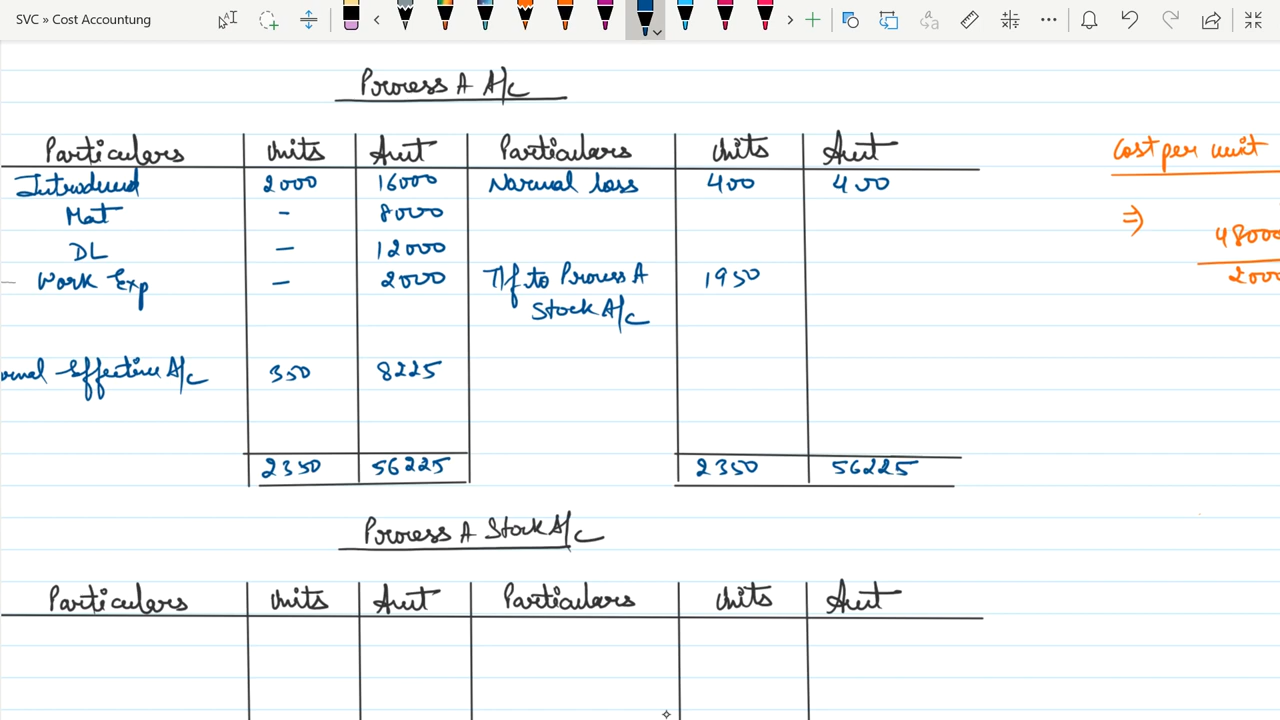 SVC » Cost Accountung
Process A A/c
Particulars Units Amt Particulars Units Amt
Introduced 2000 16000 Normal loss 400 400
Mat - 8000
DL - 12000
Work Exp - 2000 T/f to Process A 1950
Stock A/c
ormal Effective A/c 350 8225
2350 56225 2350 56225
Cost per unit
⇒ 48000
2000
Process A Stock A/c
Particulars Units Amt Particulars Units Amt